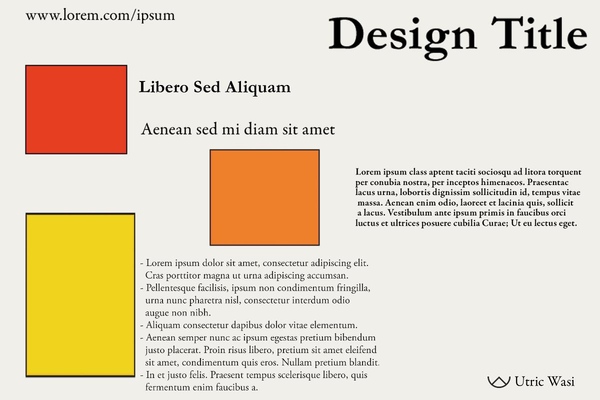 www.lorem.com/ipsum
Design Title
Libero Sed Aliquam
Aenean sed mi diam sit amet
Lorem ipsum class aptent taciti sociosqu ad litora torquent
per conubia nostra, per inceptos himenaeos. Praesentac
lacus urna, lobortis dignissim sollicitudin id, tempus vitae
massa. Aenean enim odio, laoreet et lacinia quis, sollicit
a lacus. Vestibulum ante ipsum primis in faucibus orci
luctus et ultrices posuere cubilia Curae; Ut eu lectus eget.
- Lorem ipsum dolor sit amet, consectetur adipiscing elit.
Cras porttitor magna ut urna adipiscing accumsan.
- Pellentesque facilisis, ipsum non condimentum fringilla,
urna nunc pharetra nisl, consectetur interdum odio
augue non nibh.
- Aliquam consectetur dapibus dolor vitae elementum.
- Aenean semper nunc ac ipsum egestas pretium bibendum
justo placerat. Proin risus libero, pretium sit amet eleifend
sit amet, condimentum quis eros. Nullam pretium blandit.
- In et justo felis. Praesent tempus scelerisque libero, quis
fermentum enim faucibus a.
Utric Wasi